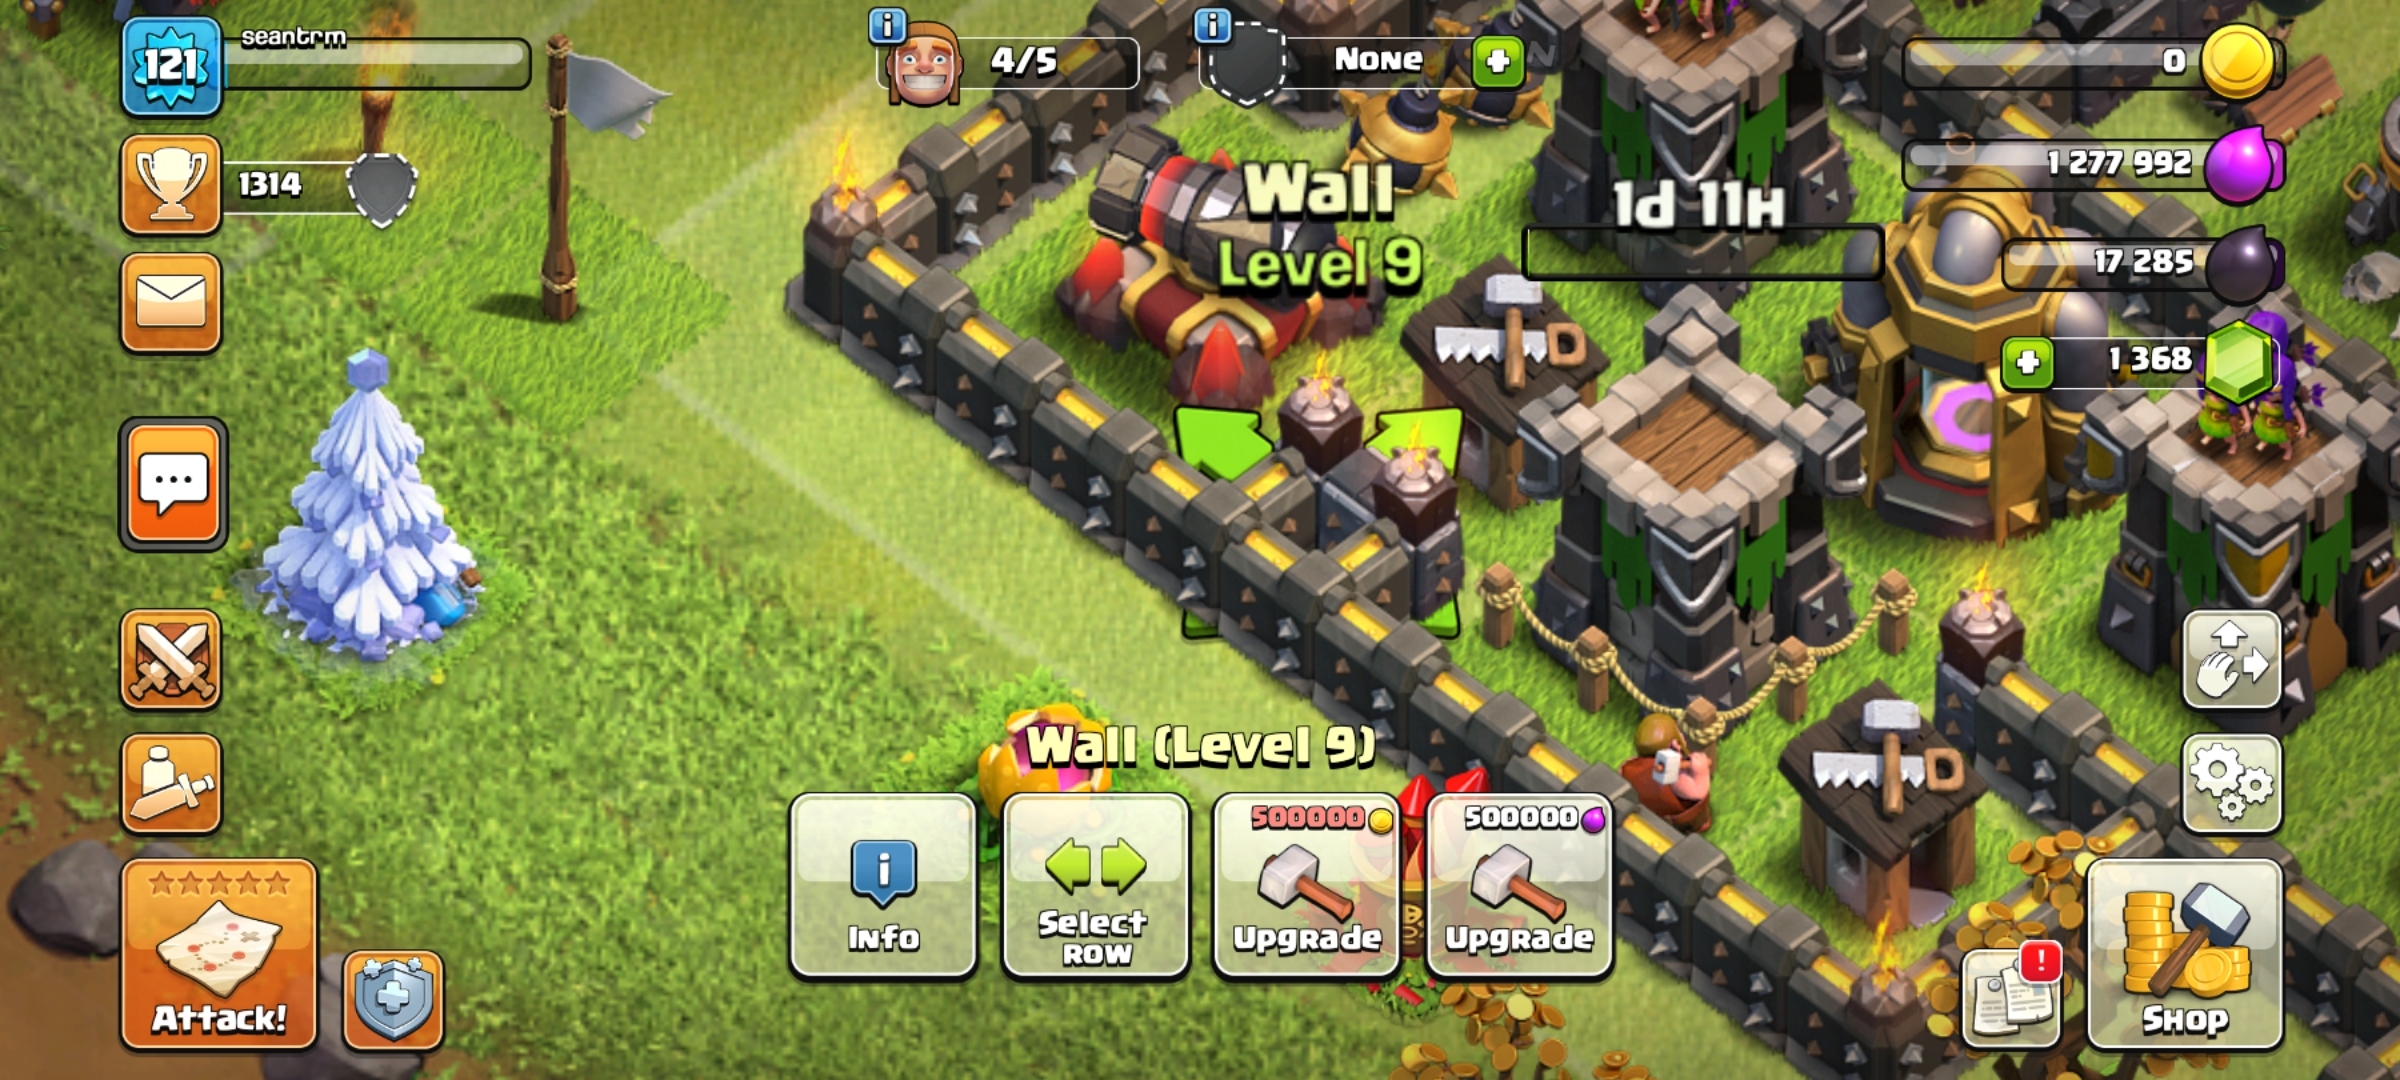 121
seantrm
4/5
None
0
1314
1 277 992
17 285
1 368
Wall
Level 9
1d 11H
Wall (Level 9)
Info
Select
Row
500000
Upgrade
500000
Upgrade
Attack!
!
Shop